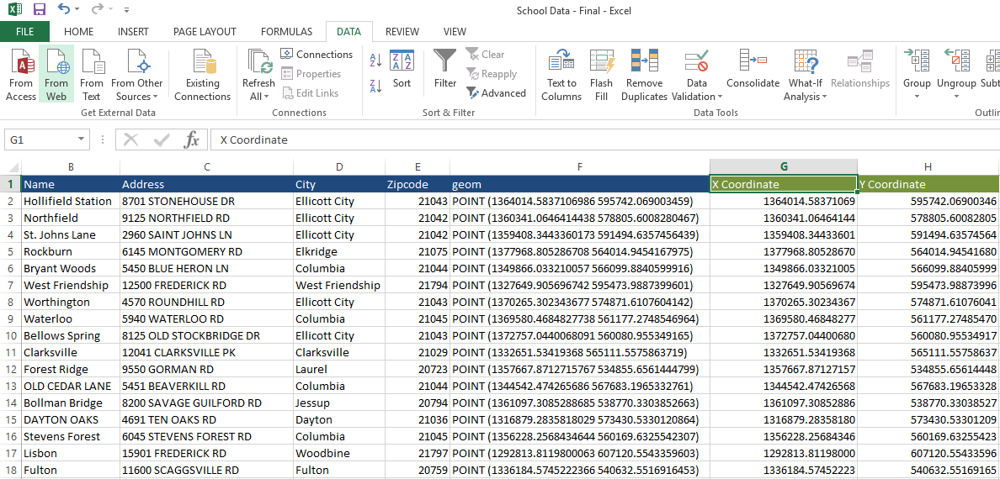 School Data - Final - Excel
FILE HOME INSERT PAGE LAYOUT FORMULAS DATA REVIEW VIEW
From Access From Web From Text From Other Sources Existing Connections Refresh All Connections Properties Edit Links Sort Filter Clear Reapply Advanced Text to Columns Flash Fill Remove Duplicates Data Validation Consolidate What-If Analysis Relationships Group Ungroup Subt
Get External Data Connections Sort & Filter Data Tools Outlin
G1 fx X Coordinate
B C D E F G H
1 Name Address City Zipcode geom X Coordinate Y Coordinate
2 Hollifield Station 8701 STONEHOUSE DR Ellicott City 21043 POINT (1364014.5837106986 595742.069003459) 1364014.58371069 595742.06900346
3 Northfield 9125 NORTHFIELD RD Ellicott City 21042 POINT (1360341.0646414438 578805.6008280467) 1360341.06464144 578805.60082805
4 St. Johns Lane 2960 SAINT JOHNS LN Ellicott City 21042 POINT (1359408.3443360173 591494.6357456439) 1359408.34433601 591494.63574564
5 Rockburn 6145 MONTGOMERY RD Elkridge 21075 POINT (1377968.805286708 564014.9454167975) 1377968.80528670 564014.94541680
6 Bryant Woods 5450 BLUE HERON LN Columbia 21044 POINT (1349866.033210057 566099.8840599916) 1349866.03321005 566099.88405999
7 West Friendship 12500 FREDERICK RD West Friendship 21794 POINT (1327649.905696742 595473.9887399601) 1327649.90569674 595473.98873996
8 Worthington 4570 ROUNDHILL RD Ellicott City 21043 POINT (1370265.302343677 574871.6107604142) 1370265.30234367 574871.61076041
9 Waterloo 5940 WATERLOO RD Columbia 21045 POINT (1369580.4684827738 561177.2748546964) 1369580.46848277 561177.27485470
10 Bellows Spring 8125 OLD STOCKBRIDGE DR Ellicott City 21043 POINT (1372757.0440068091 560080.955349165) 1372757.04400680 560080.95534917
11 Clarksville 12041 CLARKSVILLE PK Clarksville 21029 POINT (1332651.53419368 565111.5575863719) 1332651.53419368 565111.55758637
12 Forest Ridge 9550 GORMAN RD Laurel 20723 POINT (1357667.8712715767 534855.6561444799) 1357667.87127157 534855.65614448
13 OLD CEDAR LANE 5451 BEAVERKILL RD Columbia 21044 POINT (1344542.474265686 567683.1965332761) 1344542.47426568 567683.19653328
14 Bollman Bridge 8200 SAVAGE GUILFORD RD Jessup 20794 POINT (1361097.3085288685 538770.3303852663) 1361097.30852886 538770.33038527
15 DAYTON OAKS 4691 TEN OAKS RD Dayton 21036 POINT (1316879.2835818029 573430.5330120864) 1316879.28358180 573430.53301209
16 Stevens Forest 6045 STEVENS FOREST RD Columbia 21045 POINT (1356228.2568434644 560169.6325542307) 1356228.25684346 560169.63255423
17 Lisbon 15901 FREDERICK RD Woodbine 21797 POINT (1292813.8119800063 607120.5543359603) 1292813.81198000 607120.55433596
18 Fulton 11600 SCAGGSVILLE RD Fulton 20759 POINT (1336184.5745222366 540632.5516916453) 1336184.57452223 540632.55169165